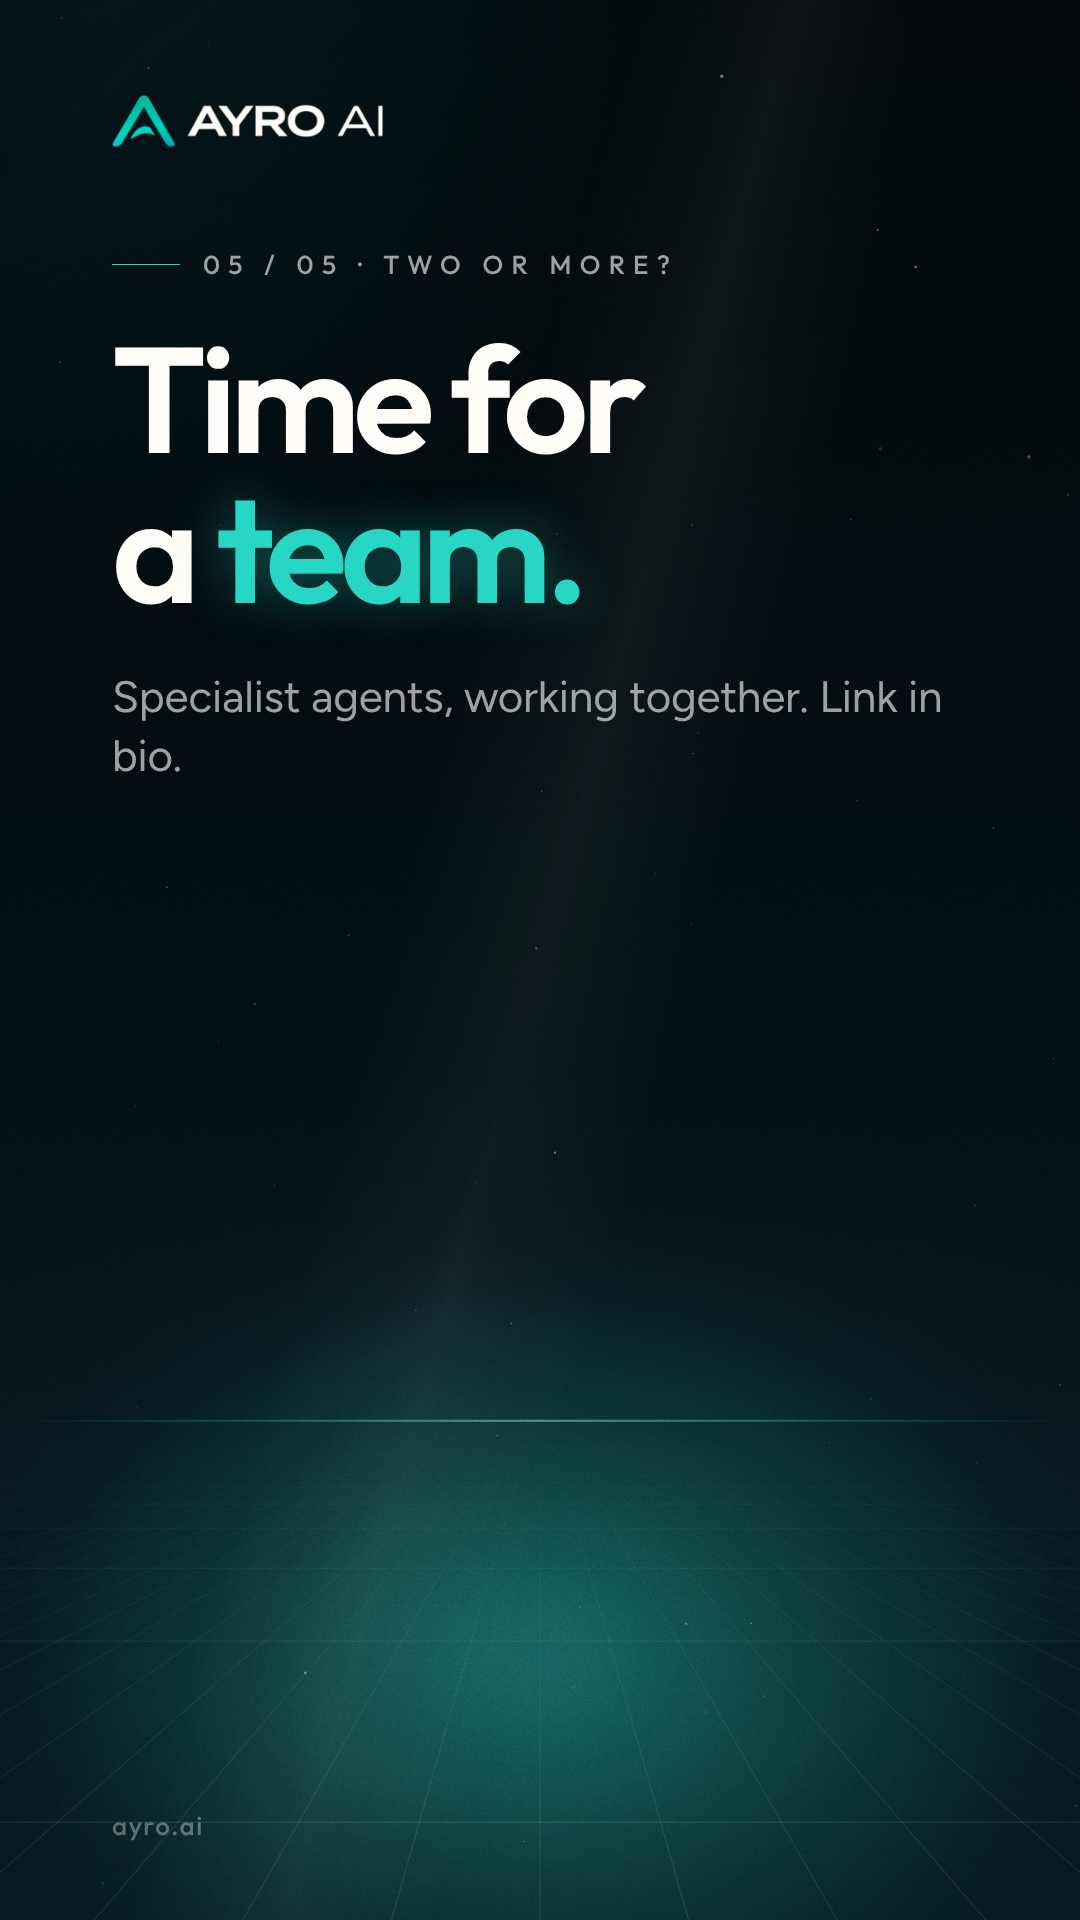 AYRO AI
05 / 05 · TWO OR MORE?
Time for
a team.
Specialist agents, working together. Link in
bio.
ayro.ai